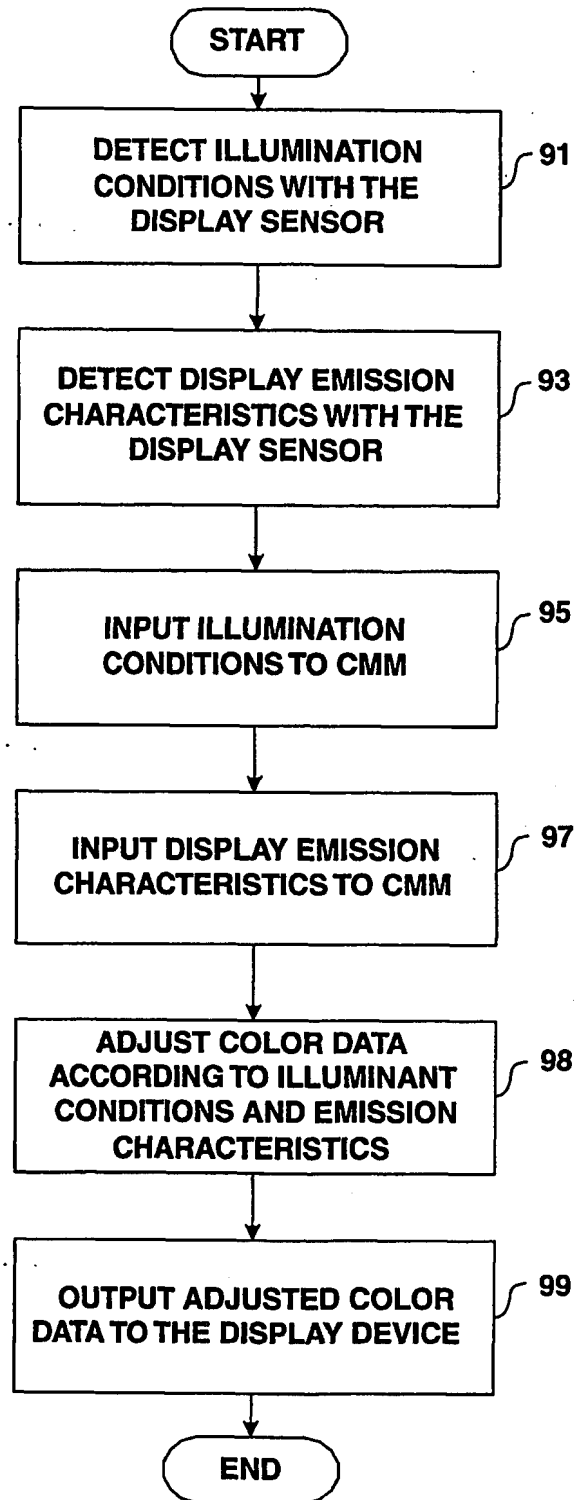 START
DETECT ILLUMINATION
CONDITIONS WITH THE
DISPLAY SENSOR
91
DETECT DISPLAY EMISSION
CHARACTERISTICS WITH THE
DISPLAY SENSOR
93
INPUT ILLUMINATION
CONDITIONS TO CMM
95
INPUT DISPLAY EMISSION
CHARACTERISTICS TO CMM
97
ADJUST COLOR DATA
ACCORDING TO ILLUMINANT
CONDITIONS AND EMISSION
CHARACTERISTICS
98
OUTPUT ADJUSTED COLOR
DATA TO THE DISPLAY DEVICE
99
END